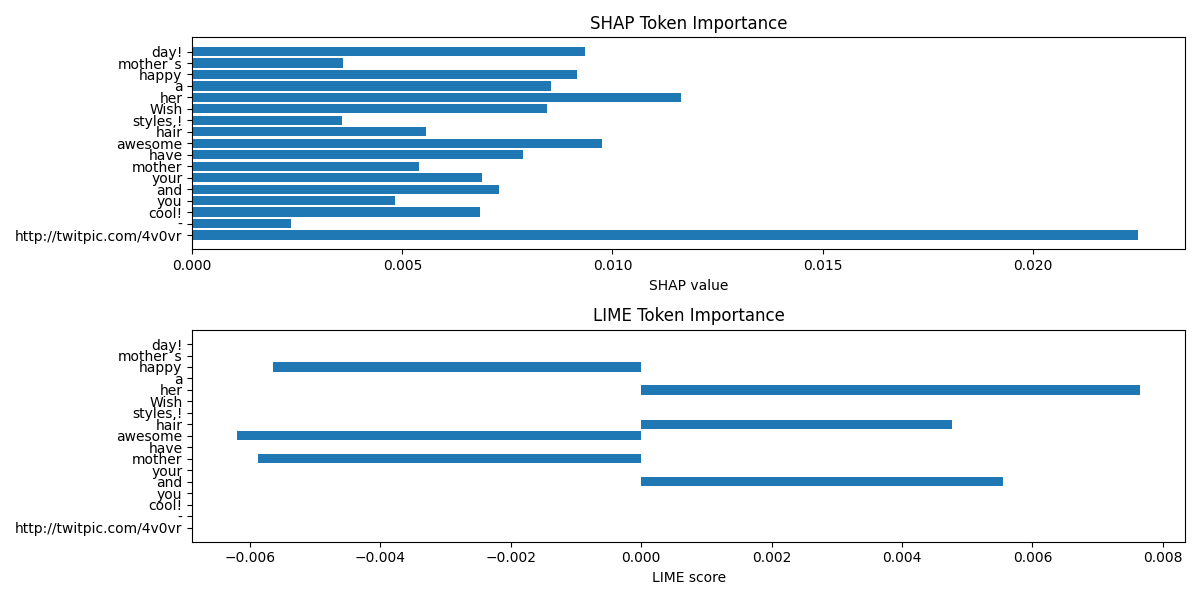 SHAP Token Importance
day!
mother`s
happy
a
her
Wish
styles,!
hair
awesome
have
mother
your
and
you
cool!
-
http://twitpic.com/4v0vr
0.000 0.005 0.010 0.015 0.020
SHAP value
LIME Token Importance
day!
mother`s
happy
a
her
Wish
styles,!
hair
awesome
have
mother
your
and
you
cool!
-
http://twitpic.com/4v0vr
−0.006 −0.004 −0.002 0.000 0.002 0.004 0.006 0.008
LIME score